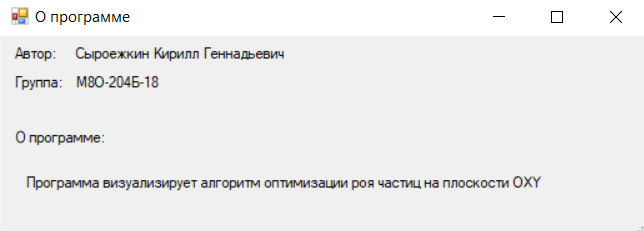 О программе
Автор: Сыроежкин Кирилл Геннадьевич
Группа: М8О-204Б-18
О программе:
Программа визуализирует алгоритм оптимизации роя частиц на плоскости OXY